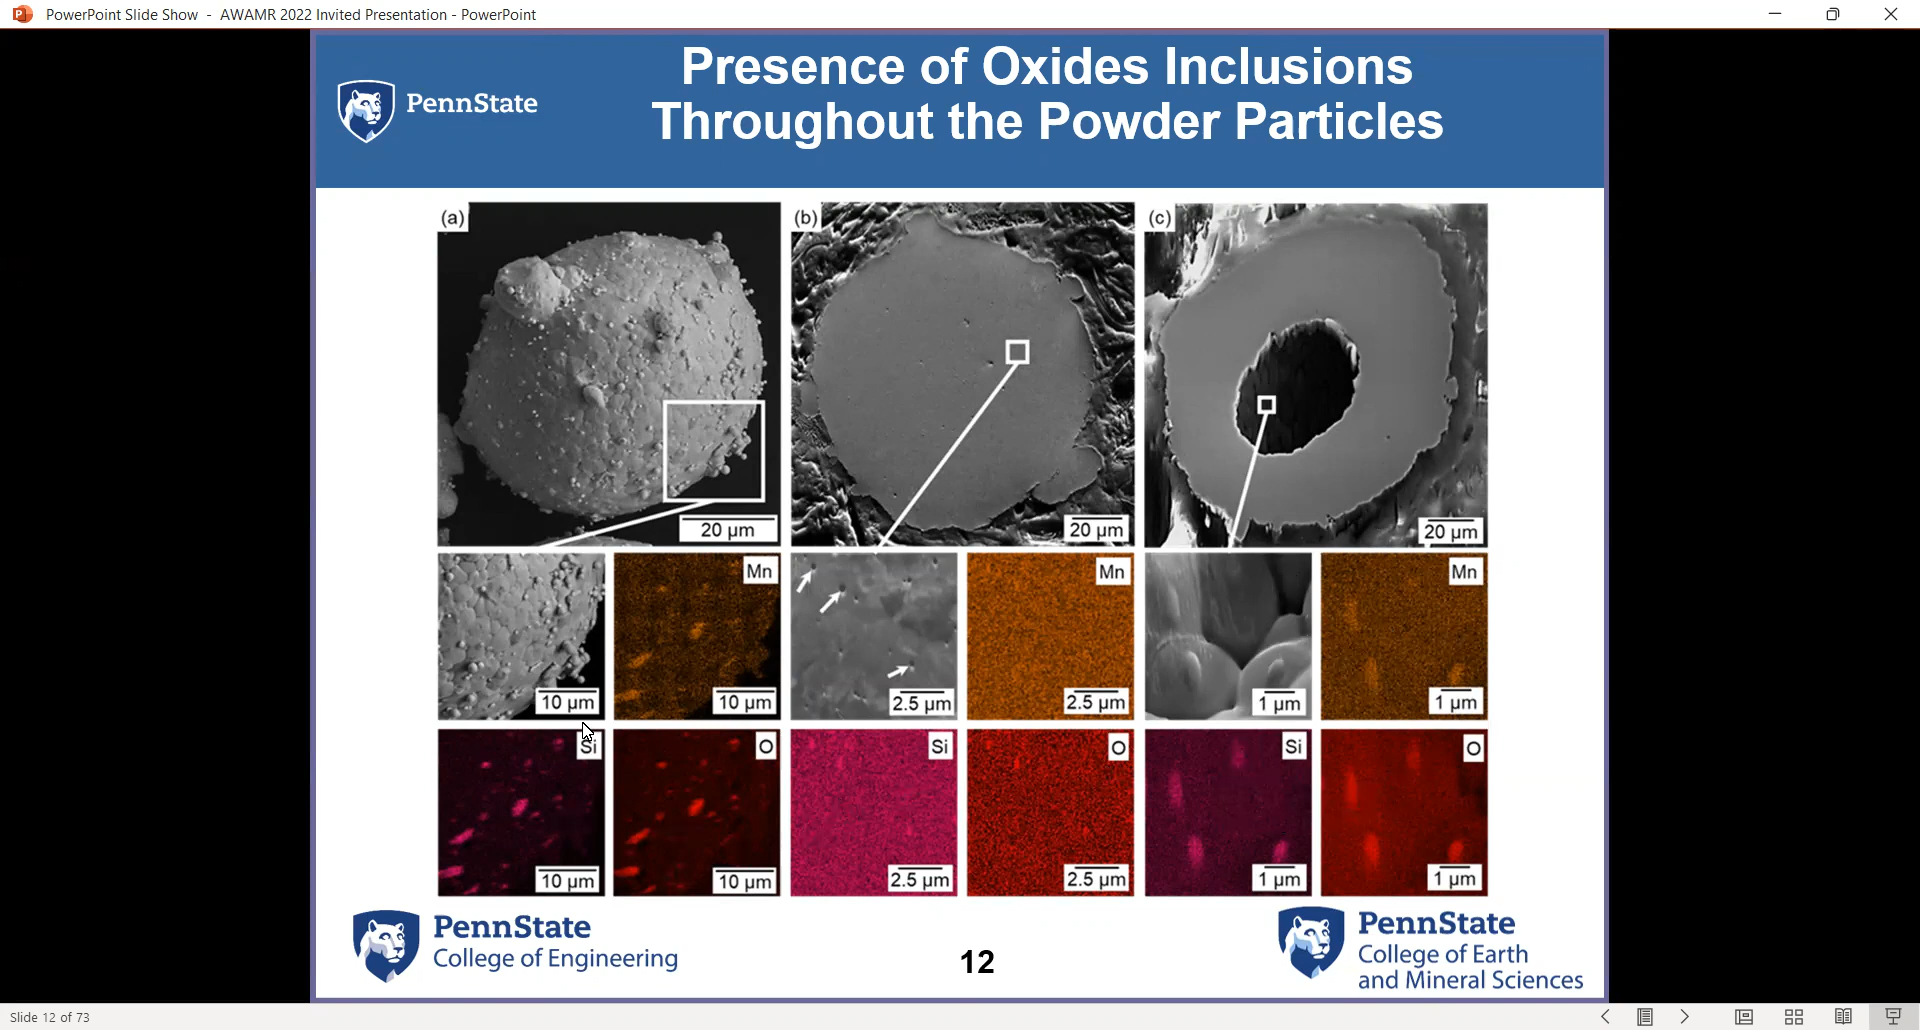 PowerPoint Slide Show - AWAMR 2022 Invited Presentation - PowerPoint
PennState
Presence of Oxides Inclusions
Throughout the Powder Particles
(a)
(b)
(c)
20 µm
20 µm
20 µm
Mn
Mn
Mn
10 µm
10 µm
2.5 µm
2.5 µm
1 µm
1 µm
Si
O
Si
O
Si
O
10 µm
10 µm
2.5 µm
2.5 µm
1 µm
1 µm
PennState
College of Engineering
12
PennState
College of Earth
and Mineral Sciences
Slide 12 of 73